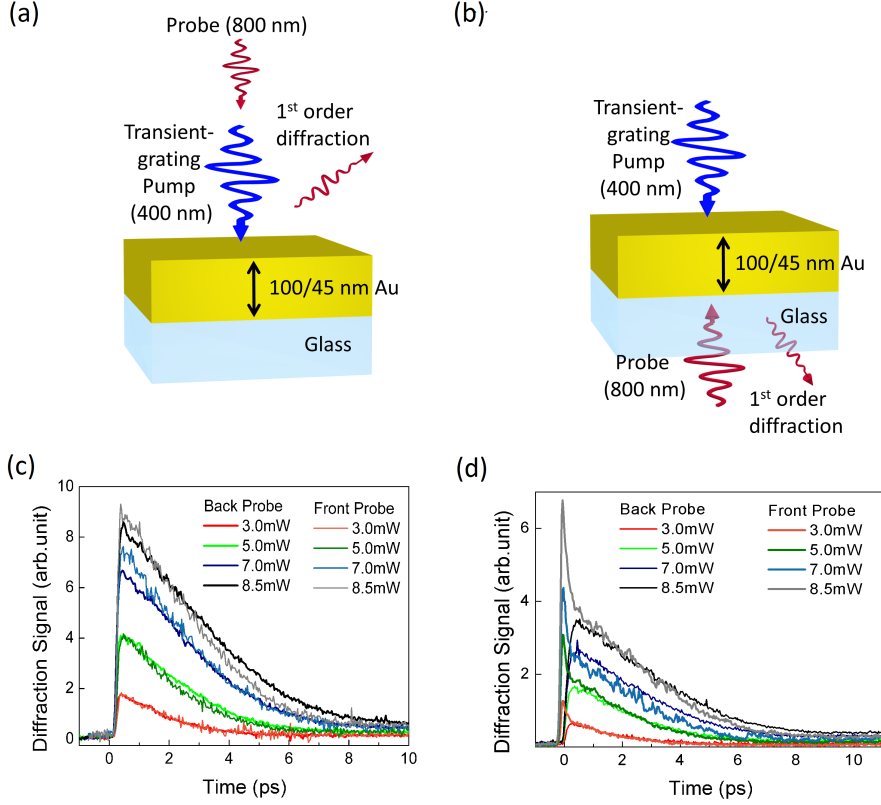 (a)
Probe (800 nm)
1st order
diffraction
Transient-
grating
Pump
(400 nm)
100/45 nm Au
Glass
(b)
Transient-
grating
Pump
(400 nm)
100/45 nm Au
Glass
Probe
(800 nm)
1st order
diffraction
(c)
Diffraction Signal (arb.unit)
10
8
6
4
2
0
Back Probe
3.0mW
5.0mW
7.0mW
8.5mW
Front Probe
3.0mW
5.0mW
7.0mW
8.5mW
0 2 4 6 8 10
Time (ps)
(d)
Diffraction Signal (arb.unit)
6
4
2
Back Probe
3.0mW
5.0mW
7.0mW
8.5mW
Front Probe
3.0mW
5.0mW
7.0mW
8.5mW
0 2 4 6 8 10
Time (ps)